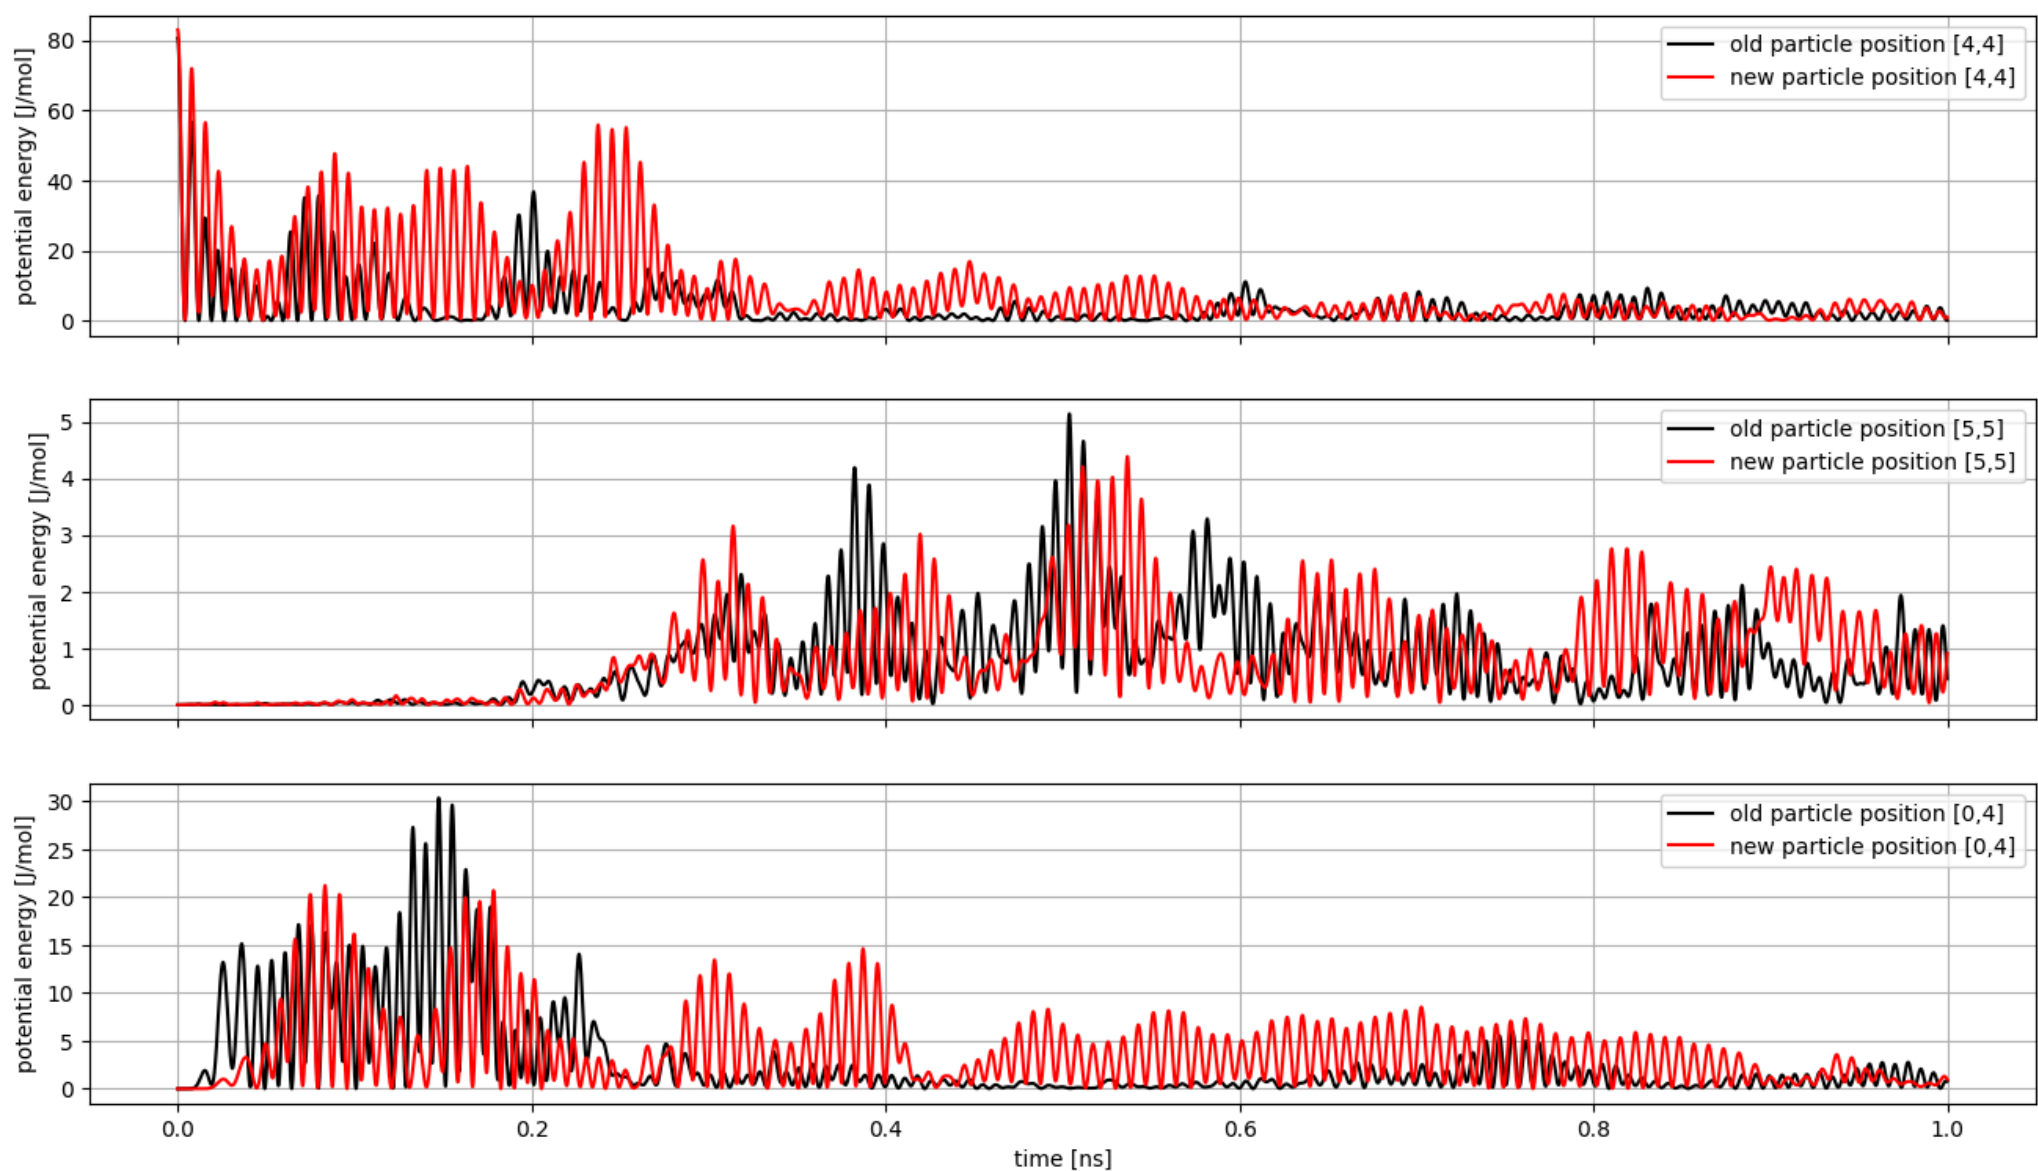 potential energy [J/mol]
80
60
40
20
0
old particle position [4,4]
new particle position [4,4]
potential energy [J/mol]
5
4
3
2
1
0
old particle position [5,5]
new particle position [5,5]
potential energy [J/mol]
30
25
20
15
10
5
0
old particle position [0,4]
new particle position [0,4]
0.0 0.2 0.4 0.6 0.8 1.0
time [ns]